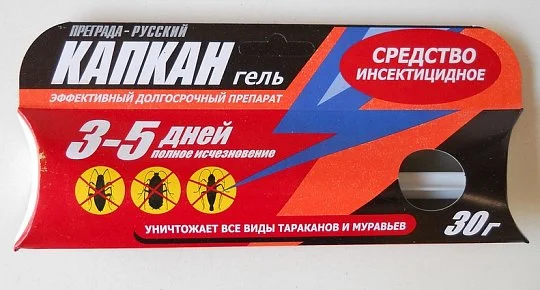 ПРЕГРАДА - РУССКИЙ
КАПКАН гель
ЭФФЕКТИВНЫЙ ДОЛГОСРОЧНЫЙ ПРЕПАРАТ
СРЕДСТВО
ИНСЕКТИЦИДНОЕ
3-5 дней
полное исчезновение
УНИЧТОЖАЕТ ВСЕ ВИДЫ ТАРАКАНОВ И МУРАВЬЕВ
30г